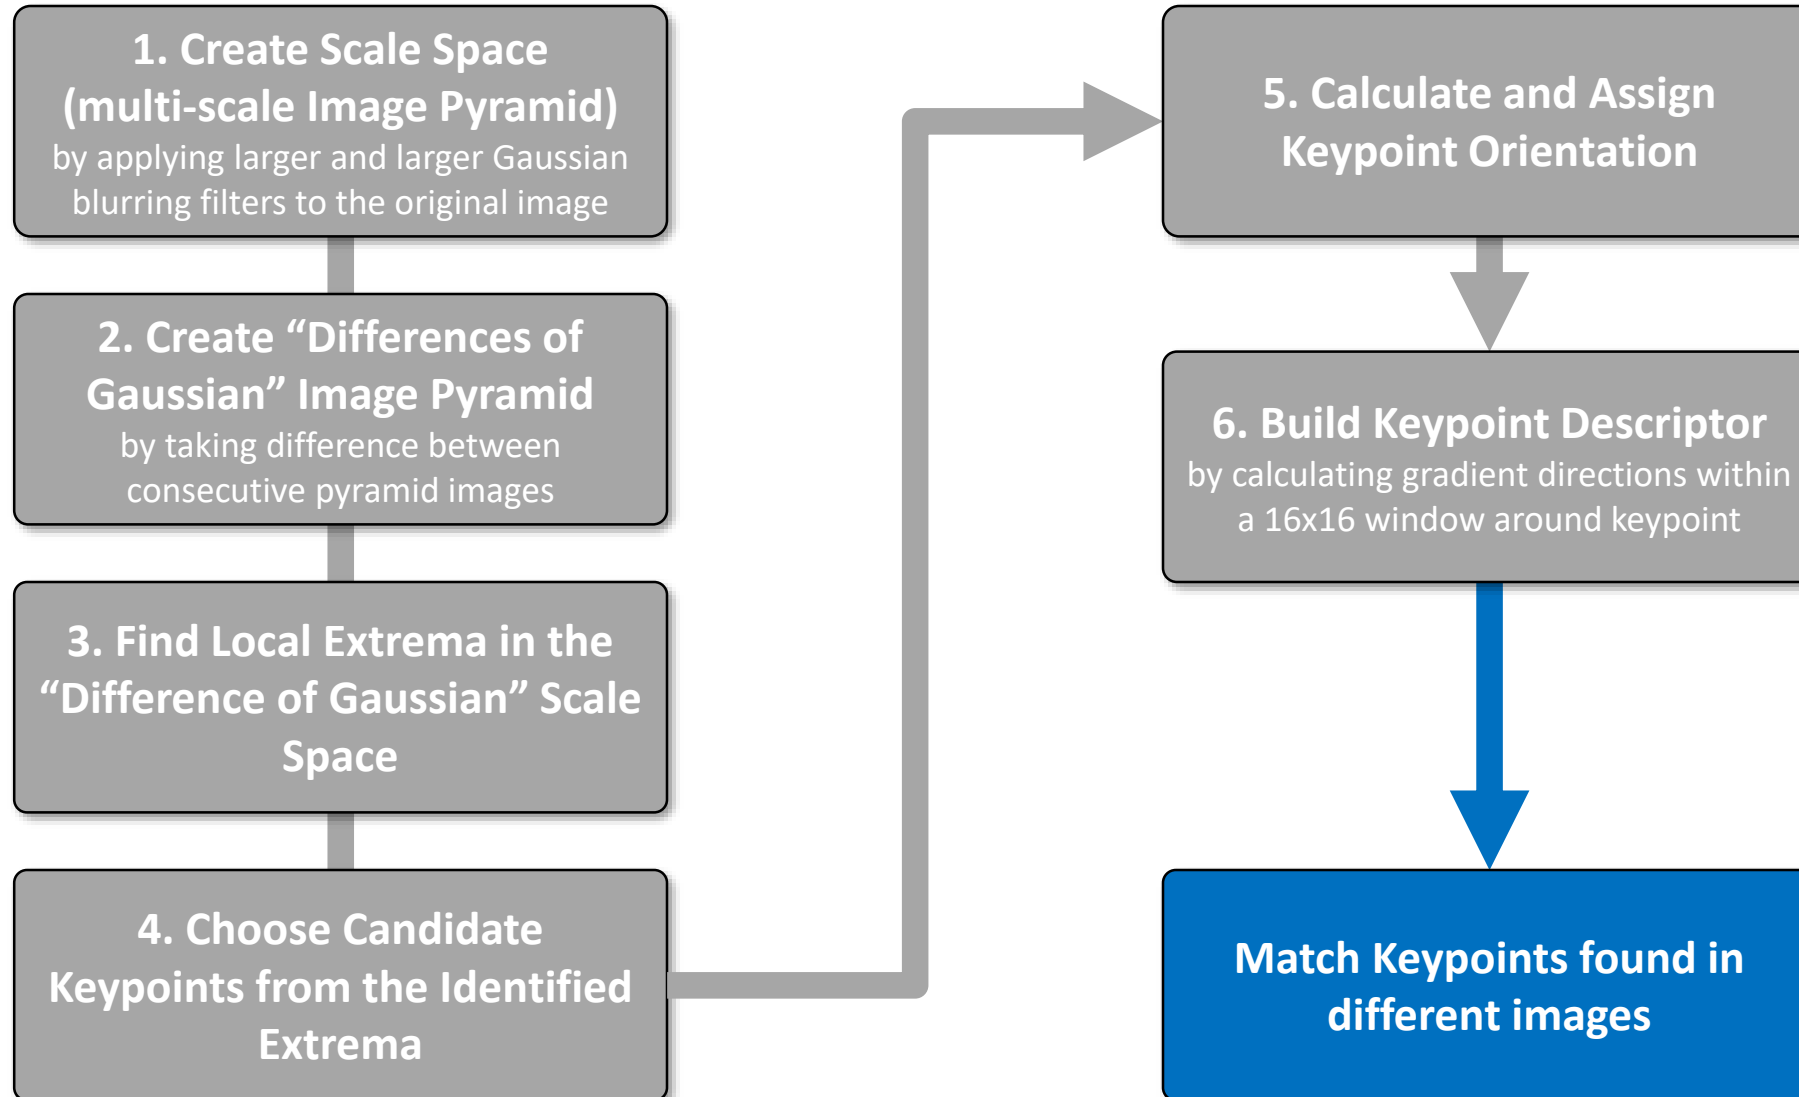 1. Create Scale Space
(multi-scale Image Pyramid)
by applying larger and larger Gaussian
blurring filters to the original image
2. Create “Differences of
Gaussian” Image Pyramid
by taking difference between
consecutive pyramid images
3. Find Local Extrema in the
“Difference of Gaussian” Scale
Space
4. Choose Candidate
Keypoints from the Identified
Extrema
5. Calculate and Assign
Keypoint Orientation
6. Build Keypoint Descriptor
by calculating gradient directions within
a 16x16 window around keypoint
Match Keypoints found in
different images